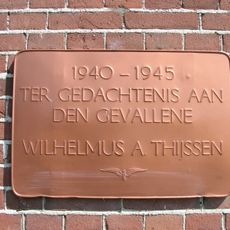 1940 – 1945
TER GEDACHTENIS AAN
DEN GEVALLENE
WILHELMUS A. THIJSSEN